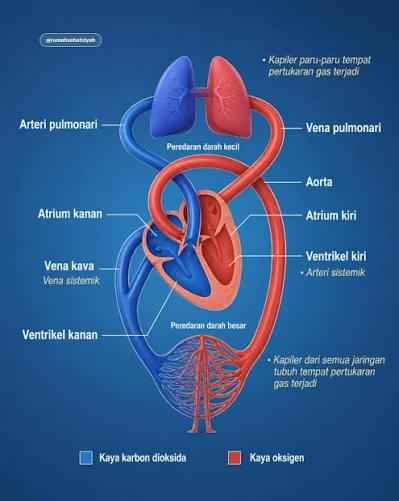 @rumahsehatziyah
• Kapiler paru-paru tempat
pertukaran gas terjadi
Arteri pulmonari
Vena pulmonari
Peredaran darah kecil
Aorta
Atrium kanan
Atrium kiri
Vena kava
Vena sistemik
Ventrikel kiri
• Arteri sistemik
Ventrikel kanan
Peredaran darah besar
• Kapiler dari semua jaringan
tubuh tempat pertukaran
gas terjadi
Kaya karbon dioksida
Kaya oksigen